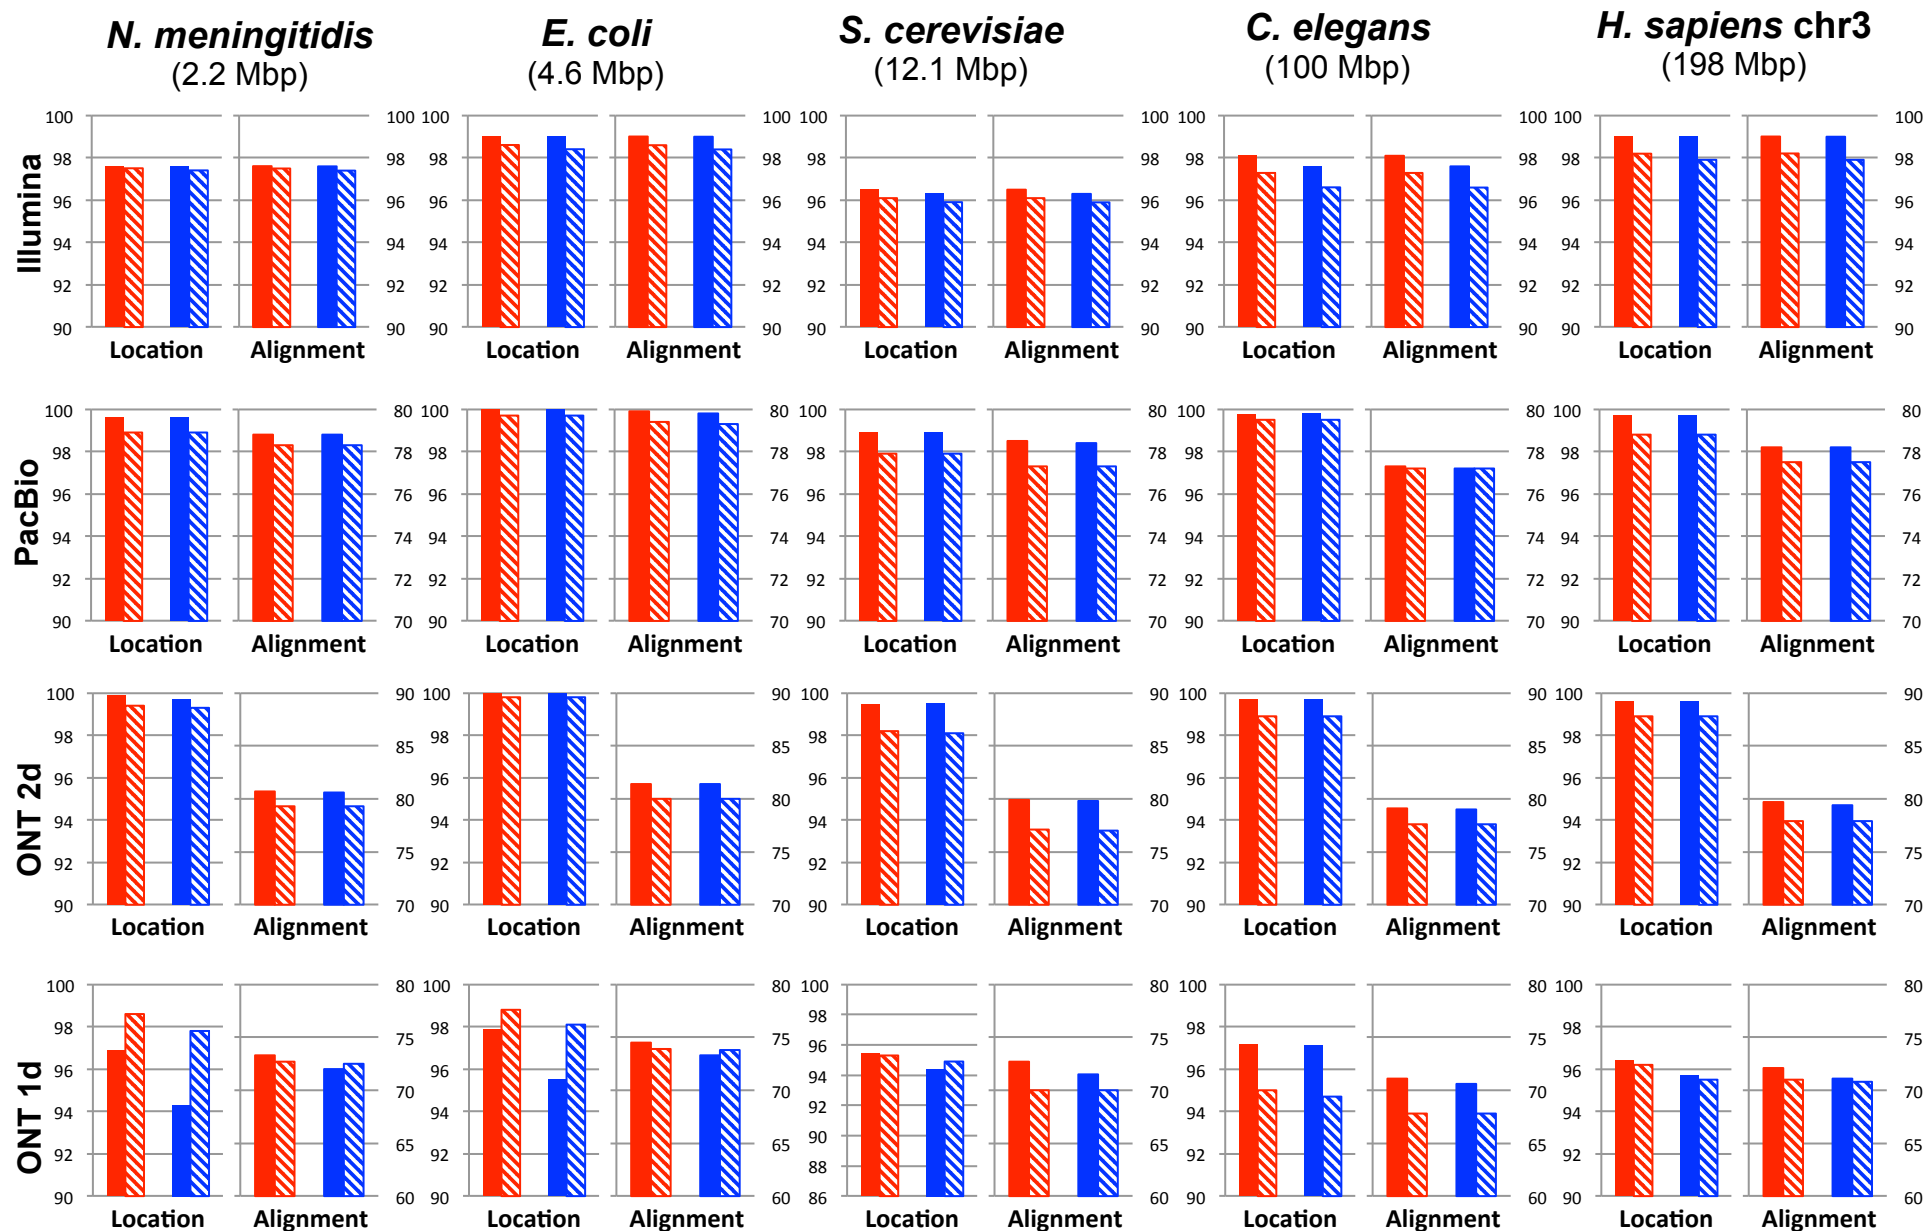 N. meningitidis E. coli S. cerevisiae C. elegans H. sapiens chr3
(2.2 Mbp) (4.6 Mbp) (12.1 Mbp) (100 Mbp) (198 Mbp)
Illumina
100 100 100 100 100 100 100 100 100 100
98 98 98 98 98 98 98 98 98 98
96 96 96 96 96 96 96 96 96 96
94 94 94 94 94 94 94 94 94 94
92 92 92 92 92 92 92 92 92 92
90 90 90 90 90 90 90 90 90 90
Location Alignment Location Alignment Location Alignment Location Alignment Location Alignment
PacBio
100 80 100 80 100 80 100 80 100 80
98 78 98 78 98 78 98 78 98 78
96 76 96 76 96 76 96 76 96 76
94 74 94 74 94 74 94 74 94 74
92 72 92 72 92 72 92 72 92 72
90 70 90 70 90 70 90 70 90 70
Location Alignment Location Alignment Location Alignment Location Alignment Location Alignment
ONT 2d
100 90 100 90 100 90 100 90 100 90
98 85 98 85 98 85 98 85 98 85
96 80 96 80 96 80 96 80 96 80
94 75 94 75 94 75 94 75 94 75
92 92 92 92 92
90 70 90 70 90 70 90 70 90 70
Location Alignment Location Alignment Location Alignment Location Alignment Location Alignment
ONT 1d
100 80 100 80 100 80 100 80 100 80
98 75 98 75 98 75 98 75 98 75
96 70 96 70 96 70 96 70 96 70
94 65 94 65 94 65 94 65 94 65
92 92 92 92 92
90 60 90 60 90 88 86 60 90 60 90 60
Location Alignment Location Alignment Location Alignment Location Alignment Location Alignment